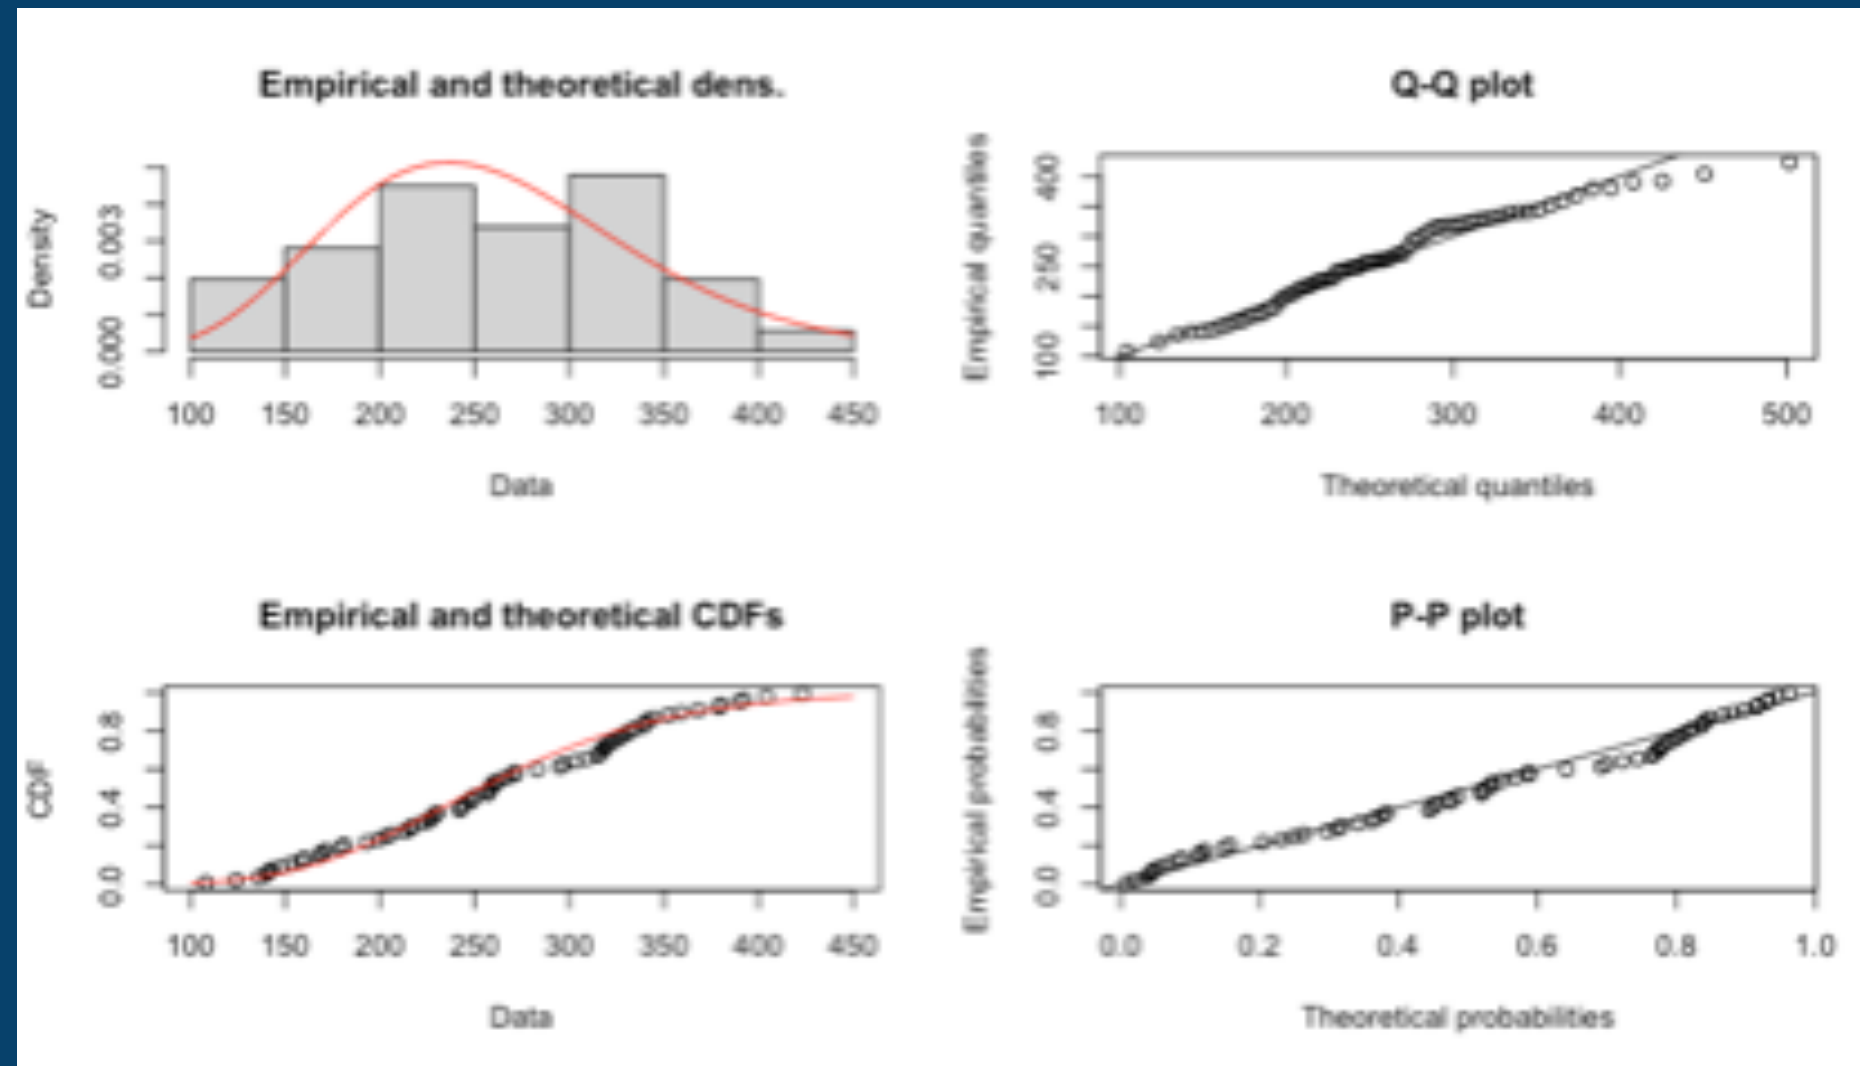 Empirical and theoretical dens.
Density
0.000 0.003
100 150 200 250 300 350 400 450
Data
Q-Q plot
Empirical quantiles
100 250 400
100 200 300 400 500
Theoretical quantiles
Empirical and theoretical CDFs
CDF
0.0 0.4 0.8
100 150 200 250 300 350 400 450
Data
P-P plot
Empirical probabilities
0.0 0.4 0.8
0.0 0.2 0.4 0.6 0.8 1.0
Theoretical probabilities